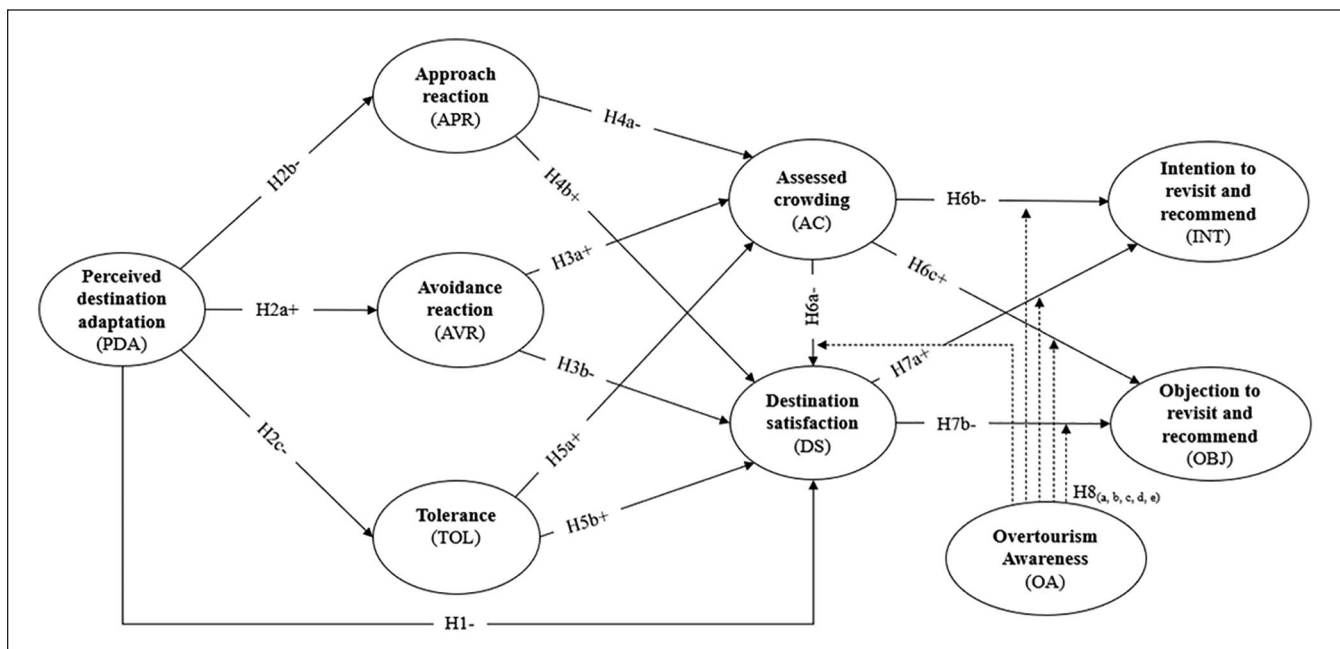 Approach
reaction
(APR)
H4a-
H2b-
H4b+
Assessed
crowding
(AC)
H6b-
Intention to
revisit and
recommend
(INT)
Perceived
destination
adaptation
(PDA)
H2a+
Avoidance
reaction
(AVR)
H3a+
H3b-
H6a-
H6c+
H7a+
Destination
satisfaction
(DS)
H7b-
Objection to
revisit and
recommend
(OBJ)
H2c-
H5a+
Tolerance
(TOL)
H5b+
H8(a, b, c, d, e)
Overtourism
Awareness
(OA)
H1-